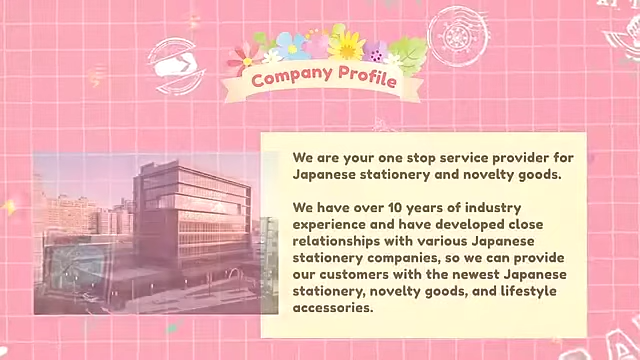 Company Profile
We are your one stop service provider for
Japanese stationery and novelty goods.
We have over 10 years of industry
experience and have developed close
relationships with various Japanese
stationery companies, so we can provide
our customers with the newest Japanese
stationery, novelty goods, and lifestyle
accessories.